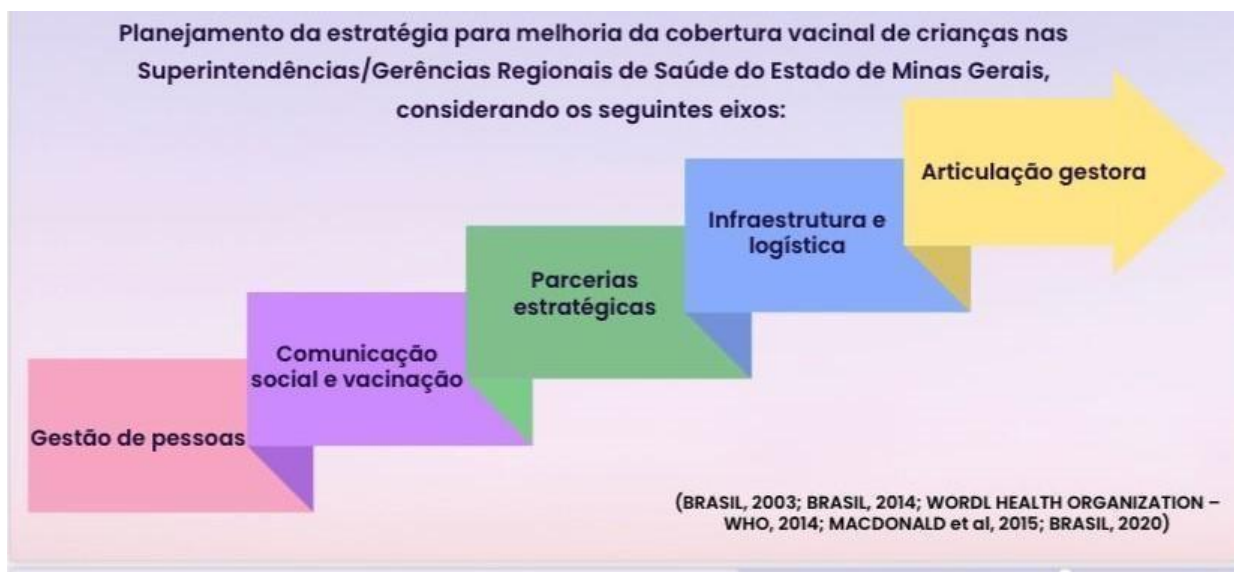 Planejamento da estratégia para melhoria da cobertura vacinal de crianças nas
Superintendências/Gerências Regionais de Saúde do Estado de Minas Gerais,
considerando os seguintes eixos:
Gestão de pessoas
Comunicação
social e vacinação
Parcerias
estratégicas
Infraestrutura e
logística
Articulação gestora
(BRASIL, 2003; BRASIL, 2014; WORDL HEALTH ORGANIZATION –
WHO, 2014; MACDONALD et al, 2015; BRASIL, 2020)